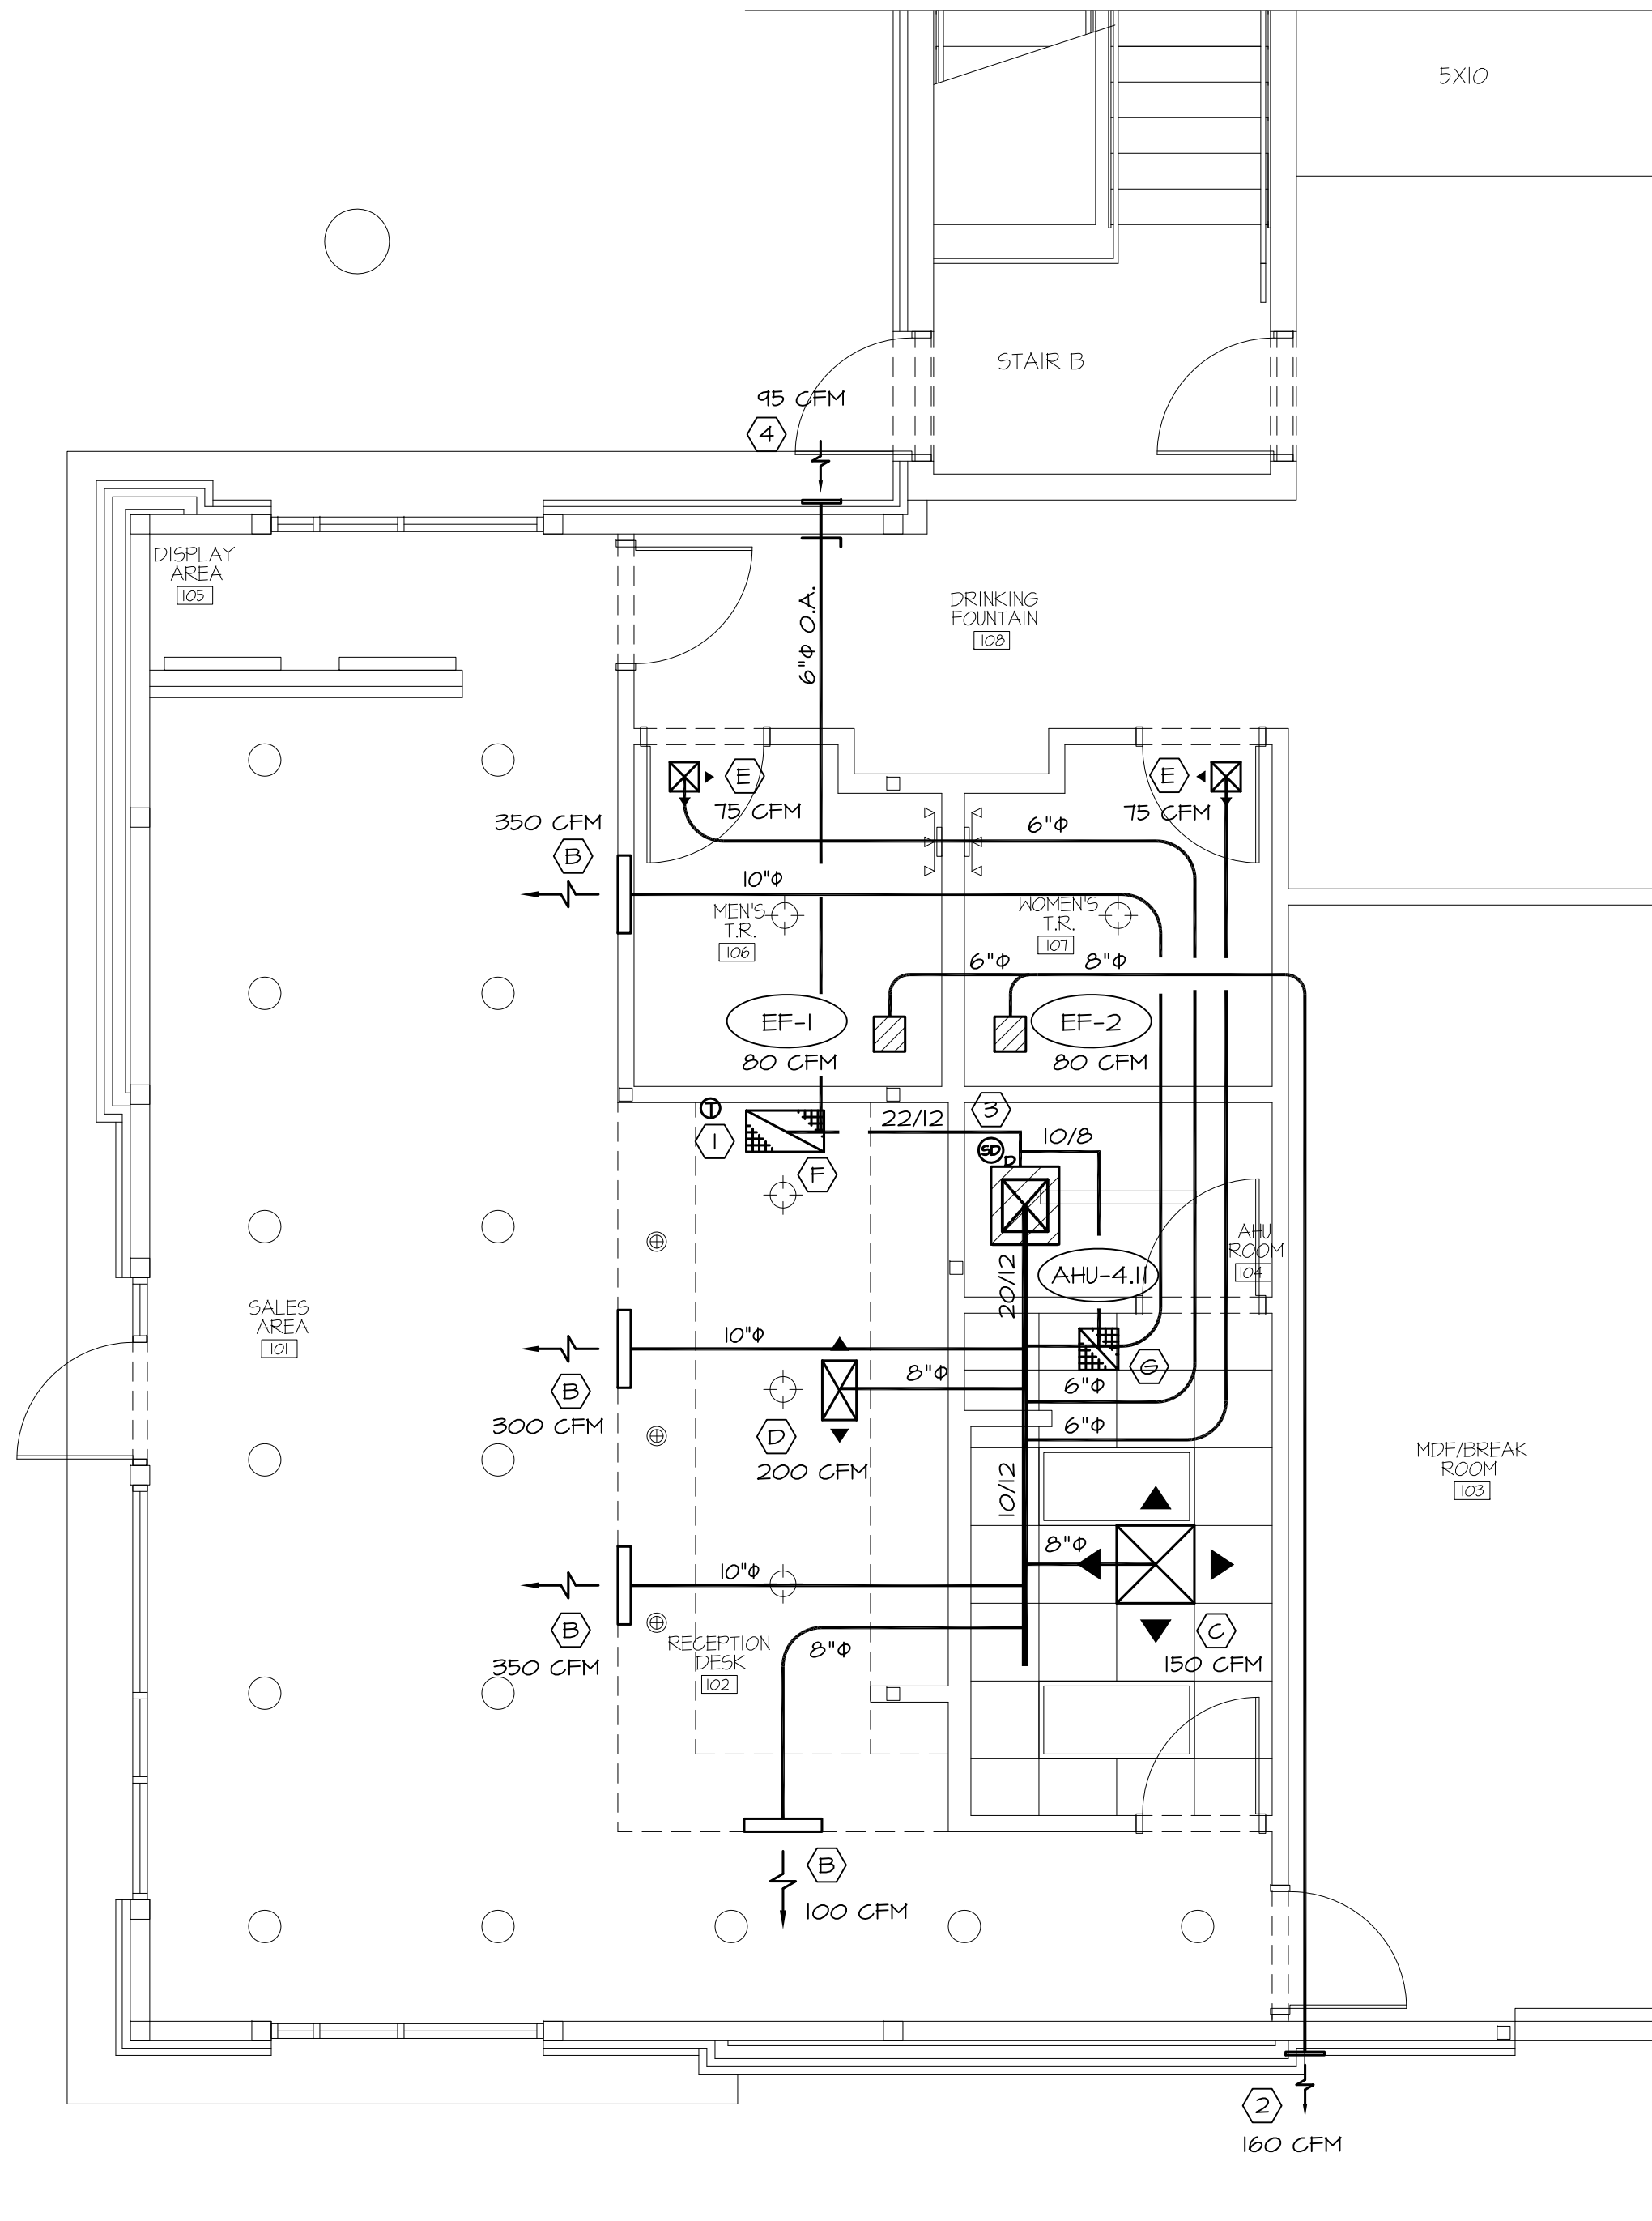 5X10
STAIR B
95 CFM
4
DISPLAY
AREA
105
6"Φ O.A.
DRINKING
FOUNTAIN
108
E
75 CFM
E
75 CFM
350 CFM
B
6"Φ
10"Φ
MEN'S
T.R.
106
WOMEN'S
T.R.
107
6"Φ
8"Φ
EF-1
80 CFM
EF-2
80 CFM
T
1
F
22/12
3
SD
D
10/8
AHU
ROOM
104
AHU-4.11
20/12
SALES
AREA
101
10"Φ
B
300 CFM
8"Φ
G
6"Φ
6"Φ
D
200 CFM
10/12
MDF/BREAK
ROOM
103
8"Φ
10"Φ
B
350 CFM
C
150 CFM
RECEPTION
DESK
102
8"Φ
B
100 CFM
2
160 CFM